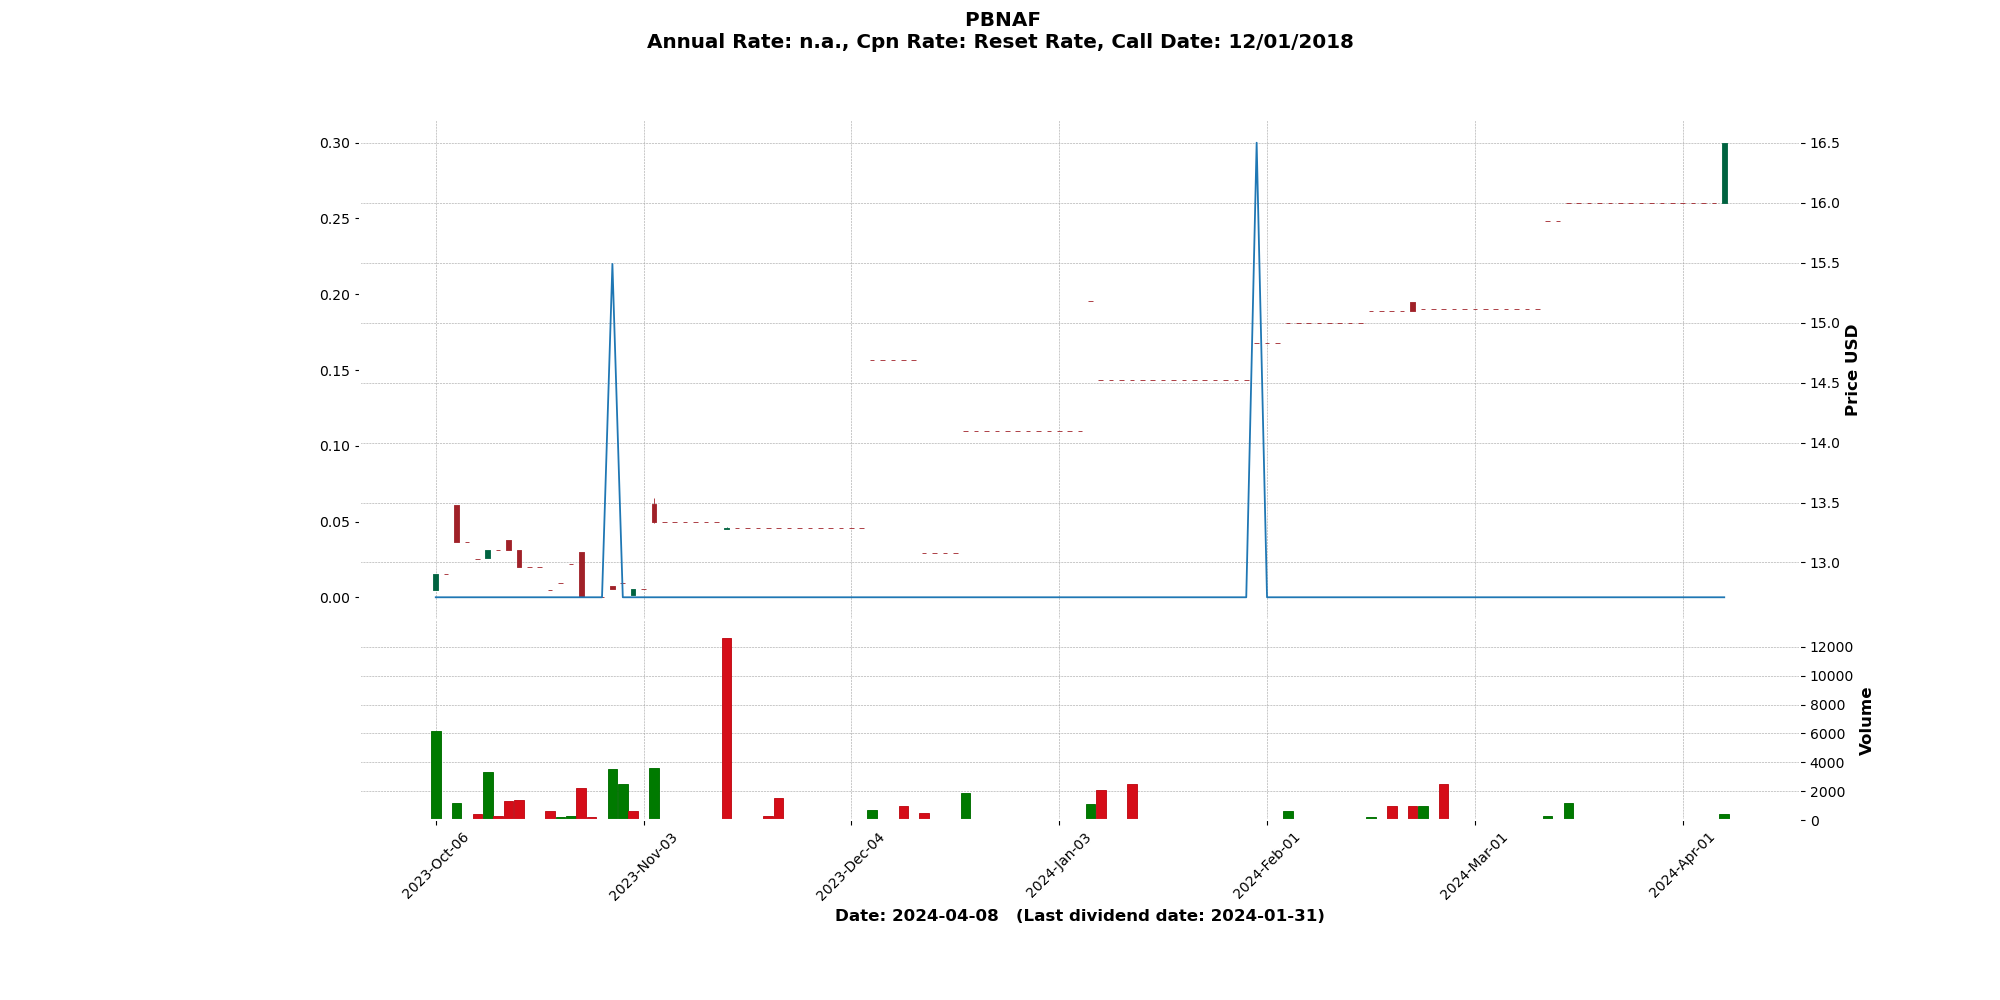 PBNAF
Annual Rate: n.a., Cpn Rate: Reset Rate, Call Date: 12/01/2018
0.30
0.25
0.20
0.15
0.10
0.05
0.00
16.5
16.0
15.5
15.0
14.5
14.0
13.5
13.0
Price USD
12000
10000
8000
6000
4000
2000
0
Volume
2023-Oct-06
2023-Nov-03
2023-Dec-04
2024-Jan-03
2024-Feb-01
2024-Mar-01
2024-Apr-01
Date: 2024-04-08 (Last dividend date: 2024-01-31)